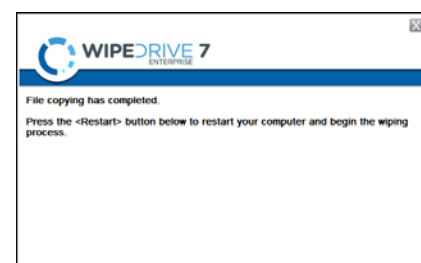 X
WIPEDRIVE 7
ENTERPRISE
File copying has completed.
Press the <Restart> button below to restart your computer and begin the wiping
process.